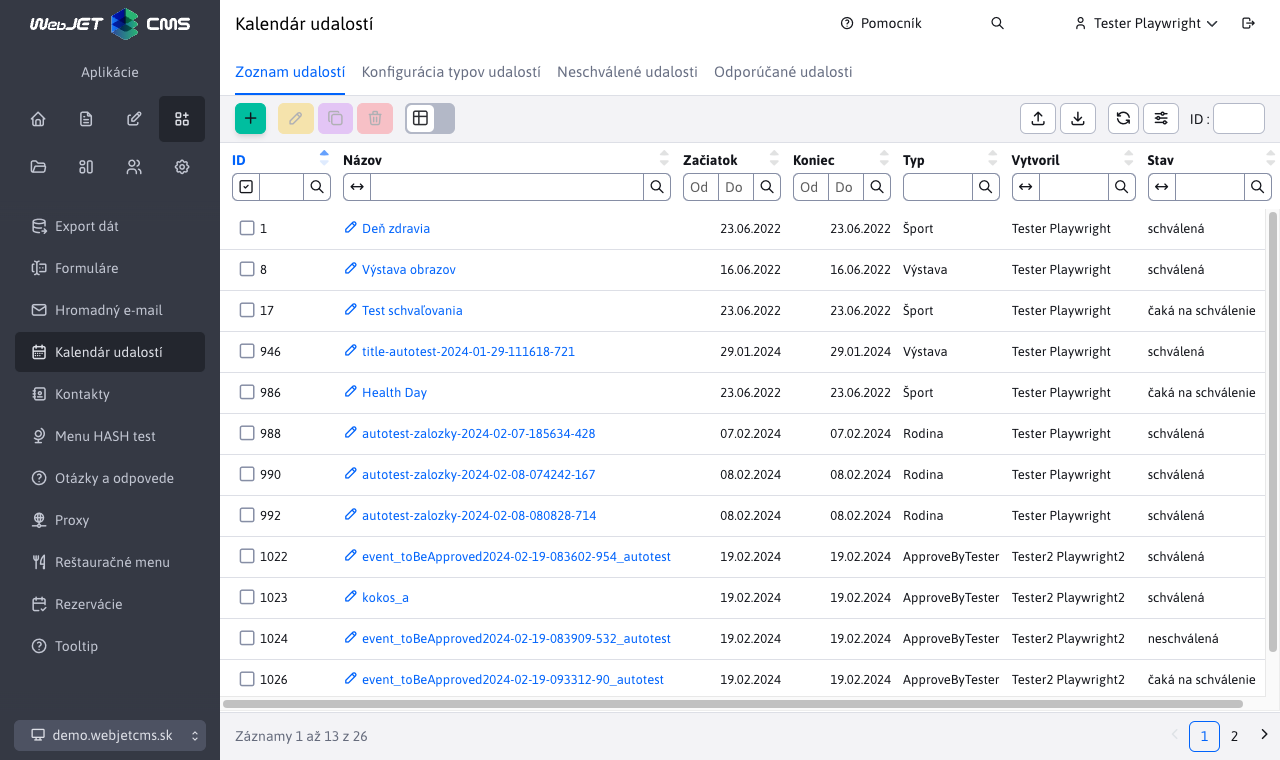 WebJET CMS
Kalendár udalostí
Pomocník
Tester Playwright
Aplikácie
Export dát
Formuláre
Hromadný e-mail
Kalendár udalostí
Kontakty
Menu HASH test
Otázky a odpovede
Proxy
Reštauračné menu
Rezervácie
Tooltip
demo.webjetcms.sk
Zoznam udalostí
Konfigurácia typov udalostí
Neschválené udalosti
Odporúčané udalosti
ID :
ID Názov Začiatok Koniec Typ Vytvoril Stav
Od Do Od Do
1 Deň zdravia 23.06.2022 23.06.2022 Šport Tester Playwright schválená
8 Výstava obrazov 16.06.2022 16.06.2022 Výstava Tester Playwright schválená
17 Test schvaľovania 23.06.2022 23.06.2022 Šport Tester Playwright čaká na schválenie
946 title-autotest-2024-01-29-111618-721 29.01.2024 29.01.2024 Výstava Tester Playwright schválená
986 Health Day 23.06.2022 23.06.2022 Šport Tester Playwright čaká na schválenie
988 autotest-zalozky-2024-02-07-185634-428 07.02.2024 07.02.2024 Rodina Tester Playwright schválená
990 autotest-zalozky-2024-02-08-074242-167 08.02.2024 08.02.2024 Rodina Tester Playwright schválená
992 autotest-zalozky-2024-02-08-080828-714 08.02.2024 08.02.2024 Rodina Tester Playwright schválená
1022 event_toBeApproved2024-02-19-083602-954_autotest 19.02.2024 19.02.2024 ApproveByTester Tester2 Playwright2 schválená
1023 kokos_a 19.02.2024 19.02.2024 ApproveByTester Tester2 Playwright2 schválená
1024 event_toBeApproved2024-02-19-083909-532_autotest 19.02.2024 19.02.2024 ApproveByTester Tester2 Playwright2 neschválená
1026 event_toBeApproved2024-02-19-093312-90_autotest 19.02.2024 19.02.2024 ApproveByTester Tester2 Playwright2 čaká na schválenie
Záznamy 1 až 13 z 26
1 2